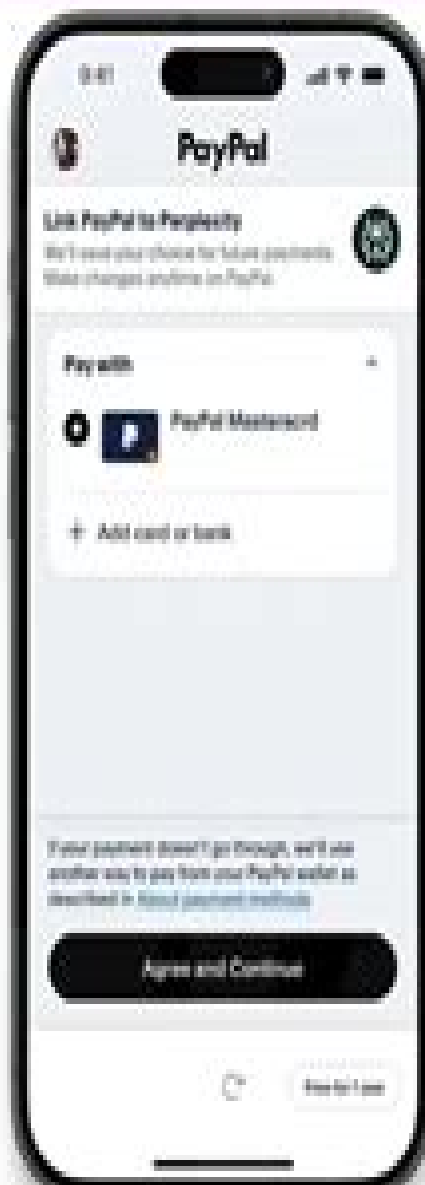 9:41
PayPal
Link PayPal to Perplexity
We'll save your choice for future payments.
Make changes anytime on PayPal.
Pay with
PayPal Mastercard
+ Add card or bank
If your payment doesn't go through, we'll use
another way to pay from your PayPal wallet as
described in About payment methods
Agree and Continue